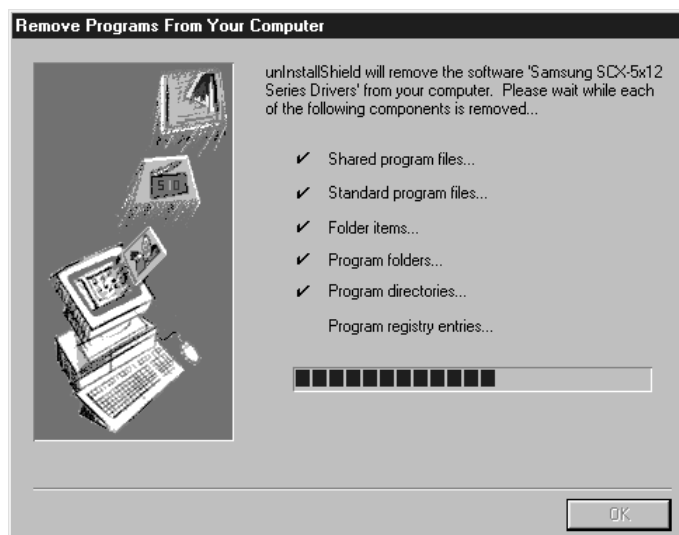 Remove Programs From Your Computer
unInstallShield will remove the software 'Samsung SCX-5x12
Series Drivers' from your computer.  Please wait while each
of the following components is removed...
✔ Shared program files...
✔ Standard program files...
✔ Folder items...
✔ Program folders...
✔ Program directories...
Program registry entries...
OK